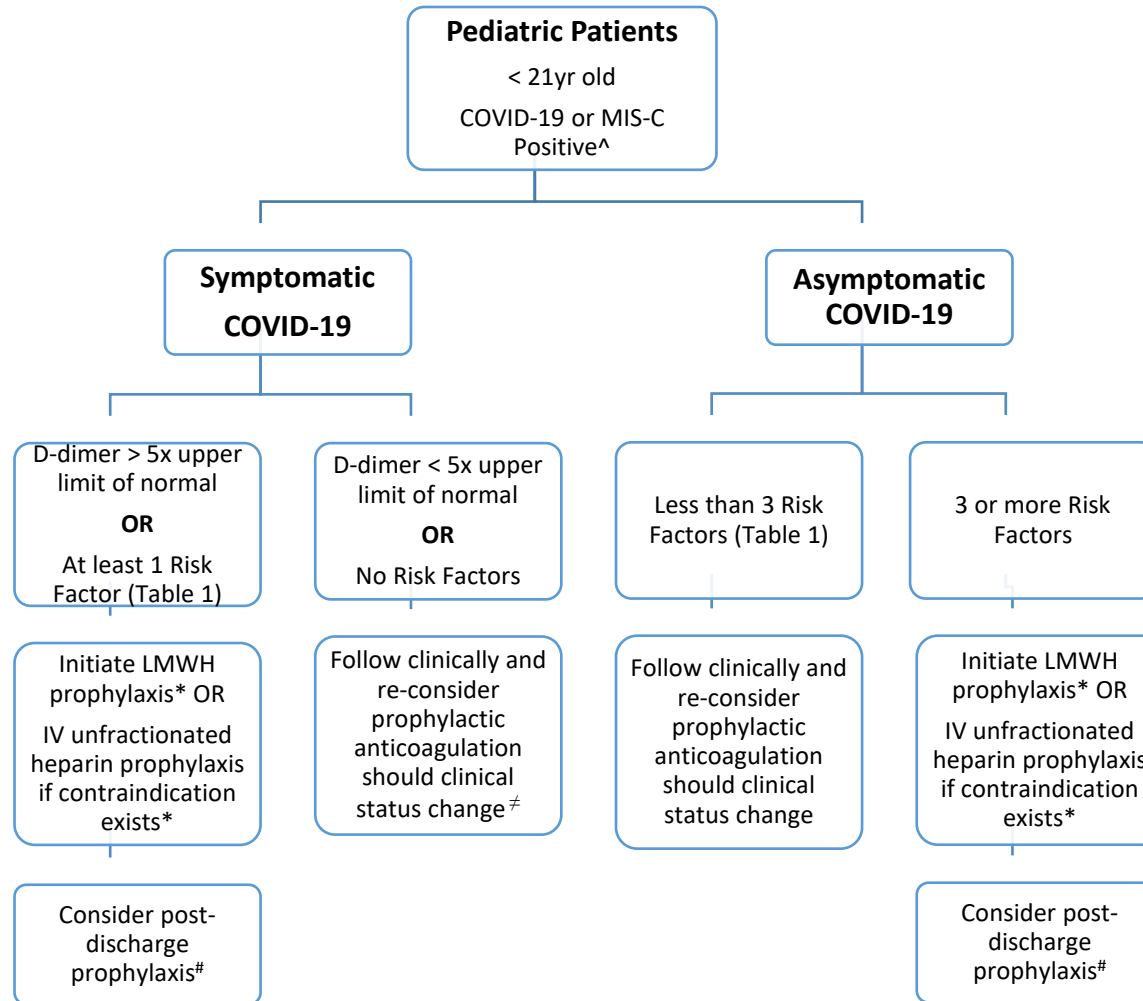 Pediatric Patients
< 21yr old
COVID-19 or MIS-C
Positive^
Symptomatic
COVID-19
Asymptomatic
COVID-19
D-dimer > 5x upper
limit of normal
OR
At least 1 Risk
Factor (Table 1)
D-dimer < 5x upper
limit of normal
OR
No Risk Factors
Less than 3 Risk
Factors (Table 1)
3 or more Risk
Factors
Initiate LMWH
prophylaxis* OR
IV unfractionated
heparin prophylaxis
if contraindication
exists*
Follow clinically and
re-consider
prophylactic
anticoagulation
should clinical
status change≠
Follow clinically and
re-consider
prophylactic
anticoagulation
should clinical
status change
Initiate LMWH
prophylaxis* OR
IV unfractionated
heparin prophylaxis
if contraindication
exists*
Consider post-
discharge
prophylaxis#
Consider post-
discharge
prophylaxis#